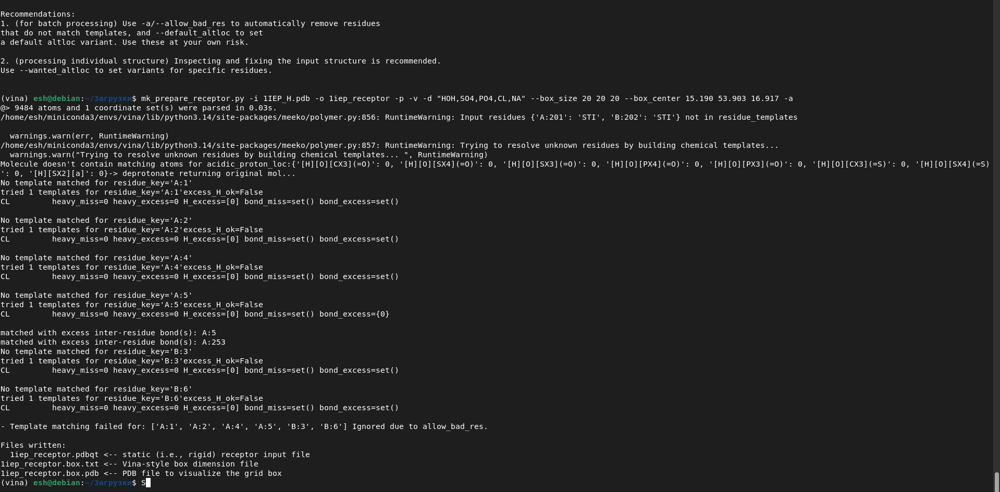 Recommendations:
1. (for batch processing) Use -a/--allow_bad_res to automatically remove residues
that do not match templates, and --default_altloc to set
a default altloc variant. Use these at your own risk.
2. (processing individual structure) Inspecting and fixing the input structure is recommended.
Use --wanted_altloc to set variants for specific residues.
(vina) esh@debian:~/Загрузки$ mk_prepare_receptor.py -i 1IEP_H.pdb -o 1iep_receptor -p -v -d "HOH,SO4,PO4,CL,NA" --box_size 20 20 20 --box_center 15.190 53.903 16.917 -a
@> 9484 atoms and 1 coordinate set(s) were parsed in 0.03s.
/home/esh/miniconda3/envs/vina/lib/python3.14/site-packages/meeko/polymer.py:856: RuntimeWarning: Input residues {'A:201': 'STI', 'B:202': 'STI'} not in residue_templates
  warnings.warn(err, RuntimeWarning)
/home/esh/miniconda3/envs/vina/lib/python3.14/site-packages/meeko/polymer.py:857: RuntimeWarning: Trying to resolve unknown residues by building chemical templates...
  warnings.warn("Trying to resolve unknown residues by building chemical templates... ", RuntimeWarning)
Molecule doesn't contain matching atoms for acidic_proton_loc:{'[H][O][CX3](=O)': 0, '[H][O][SX4](=O)': 0, '[H][O][SX3](=O)': 0, '[H][O][PX4](=O)': 0, '[H][O][PX3](=O)': 0, '[H][O][CX3](=S)': 0, '[H][O][SX4](=S)
': 0, '[H][SX2][a]': 0}-> deprotonate returning original mol...
No template matched for residue_key='A:1'
tried 1 templates for residue_key='A:1'excess_H_ok=False
CL         heavy_miss=0 heavy_excess=0 H_excess=[0] bond_miss=set() bond_excess=set()
No template matched for residue_key='A:2'
tried 1 templates for residue_key='A:2'excess_H_ok=False
CL         heavy_miss=0 heavy_excess=0 H_excess=[0] bond_miss=set() bond_excess=set()
No template matched for residue_key='A:4'
tried 1 templates for residue_key='A:4'excess_H_ok=False
CL         heavy_miss=0 heavy_excess=0 H_excess=[0] bond_miss=set() bond_excess=set()
No template matched for residue_key='A:5'
tried 1 templates for residue_key='A:5'excess_H_ok=False
CL         heavy_miss=0 heavy_excess=0 H_excess=[0] bond_miss=set() bond_excess={0}
matched with excess inter-residue bond(s): A:5
matched with excess inter-residue bond(s): A:253
No template matched for residue_key='B:3'
tried 1 templates for residue_key='B:3'excess_H_ok=False
CL         heavy_miss=0 heavy_excess=0 H_excess=[0] bond_miss=set() bond_excess=set()
No template matched for residue_key='B:6'
tried 1 templates for residue_key='B:6'excess_H_ok=False
CL         heavy_miss=0 heavy_excess=0 H_excess=[0] bond_miss=set() bond_excess=set()
- Template matching failed for: ['A:1', 'A:2', 'A:4', 'A:5', 'B:3', 'B:6'] Ignored due to allow_bad_res.
Files written:
  1iep_receptor.pdbqt <-- static (i.e., rigid) receptor input file
1iep_receptor.box.txt <-- Vina-style box dimension file
1iep_receptor.box.pdb <-- PDB file to visualize the grid box
(vina) esh@debian:~/Загрузки$ S